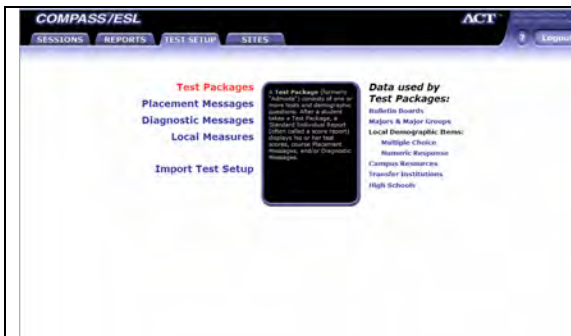 COMPASS/ESL
ACT
SESSIONS REPORTS TEST SETUP SITES
? Logout
Test Packages
Placement Messages
Diagnostic Messages
Local Measures
Import Test Setup
A Test Package (formerly
"Admode") consists of one or
more tests and demographic
questions. After a student
takes a Test Package, a
Standard Individual Report
(often called a score report)
displays his or her test
scores, course Placement
Messages, and/or Diagnostic
Messages.
Data used by
Test Packages:
Bulletin Boards
Majors & Major Groups
Local Demographic Items:
Multiple Choice
Numeric Response
Campus Resources
Transfer Institutions
High Schools